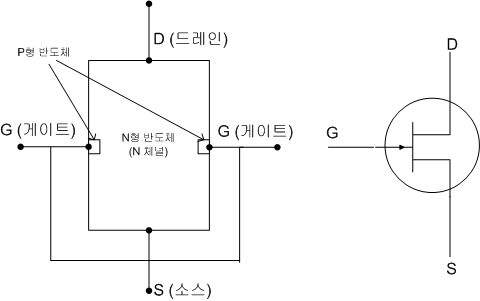 D (드레인)
P형 반도체
G (게이트)
N형 반도체
(N 채널)
G (게이트)
S (소스)
D
G
S